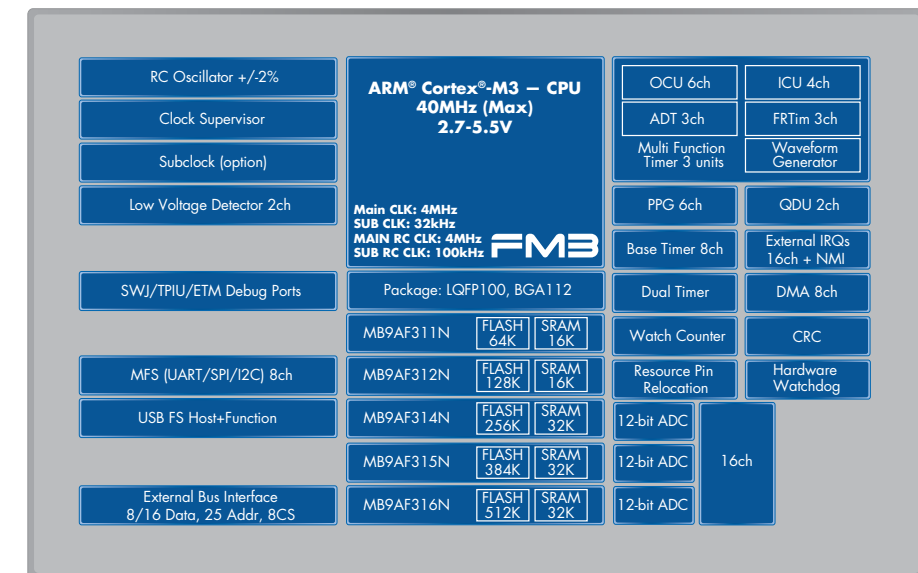 RC Oscillator +/-2%
Clock Supervisor
Subclock (option)
Low Voltage Detector 2ch
SWJ/TPIU/ETM Debug Ports
MFS (UART/SPI/I2C) 8ch
USB FS Host+Function
External Bus Interface
8/16 Data, 25 Addr, 8CS
ARM® Cortex®-M3 – CPU
40MHz (Max)
2.7-5.5V
Main CLK: 4MHz
SUB CLK: 32kHz
MAIN RC CLK: 4MHz
SUB RC CLK: 100kHz
FM3
Package: LQFP100, BGA112
MB9AF311N
FLASH
64K
SRAM
16K
MB9AF312N
FLASH
128K
SRAM
16K
MB9AF314N
FLASH
256K
SRAM
32K
MB9AF315N
FLASH
384K
SRAM
32K
MB9AF316N
FLASH
512K
SRAM
32K
OCU 6ch
ICU 4ch
ADT 3ch
FRTim 3ch
Multi Function
Timer 3 units
Waveform
Generator
PPG 6ch
QDU 2ch
Base Timer 8ch
External IRQs
16ch + NMI
Dual Timer
DMA 8ch
Watch Counter
CRC
Resource Pin
Relocation
Hardware
Watchdog
12-bit ADC
12-bit ADC
12-bit ADC
16ch